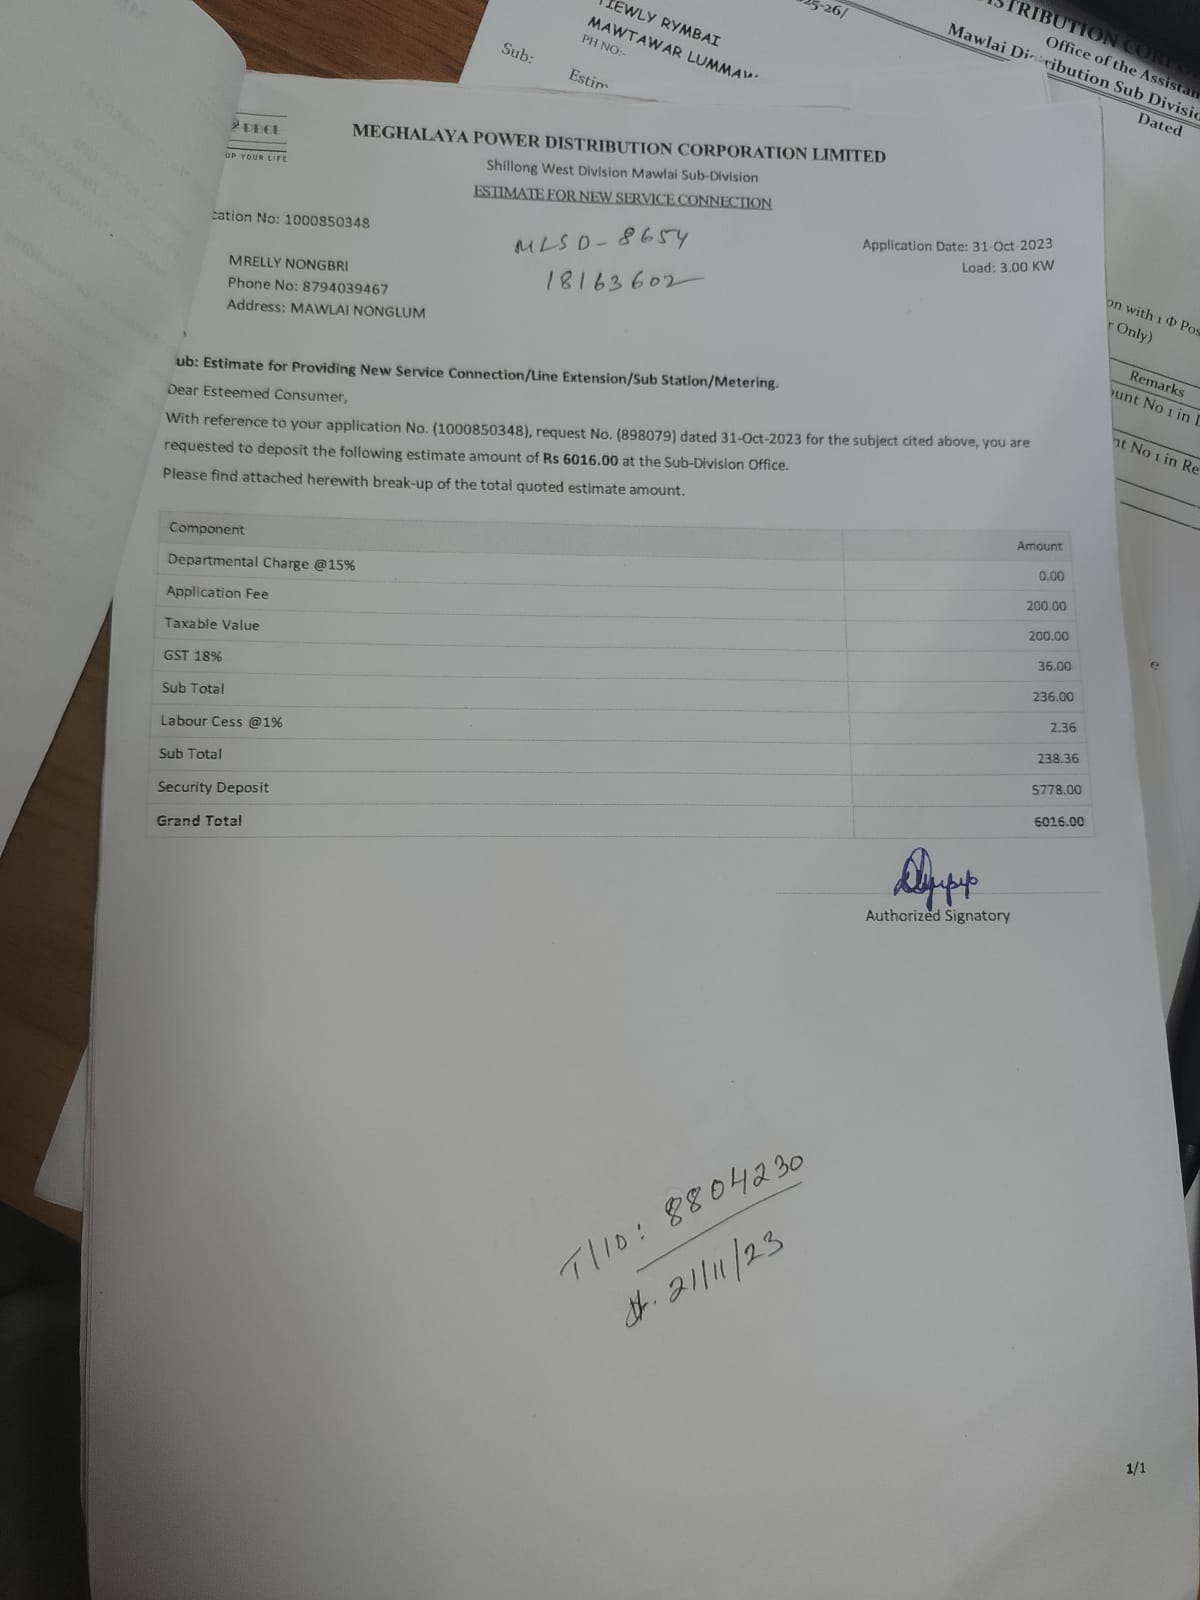 TIEWLY RYMBAI
MAWTAWAR LUMMAW
PH NO:-
Sub:
Estim
25-26/
STRIBUTION COR
Office of the Assistan
Mawlai Distribution Sub Divisio
Dated
on with 1 Φ Pos
r Only)
Remarks
ount No 1 in
nt No 1 in Re
e
UP YOUR LIFE
MEGHALAYA POWER DISTRIBUTION CORPORATION LIMITED
Shillong West Division Mawlai Sub-Division
ESTIMATE FOR NEW SERVICE CONNECTION
cation No: 1000850348
MLSD-8654
18163602
Application Date: 31-Oct-2023
Load: 3.00 KW
MRELLY NONGBRI
Phone No: 8794039467
Address: MAWLAI NONGLUM
ub: Estimate for Providing New Service Connection/Line Extension/Sub Station/Metering.
Dear Esteemed Consumer,
With reference to your application No. (1000850348), request No. (898079) dated 31-Oct-2023 for the subject cited above, you are
requested to deposit the following estimate amount of Rs 6016.00 at the Sub-Division Office.
Please find attached herewith break-up of the total quoted estimate amount.
Component Amount
Departmental Charge @15% 0.00
Application Fee 200.00
Taxable Value 200.00
GST 18% 36.00
Sub Total 236.00
Labour Cess @1% 2.36
Sub Total 238.36
Security Deposit 5778.00
Grand Total 6016.00
Authorized Signatory
T/ID: 8804230
dt. 21/11/23
1/1